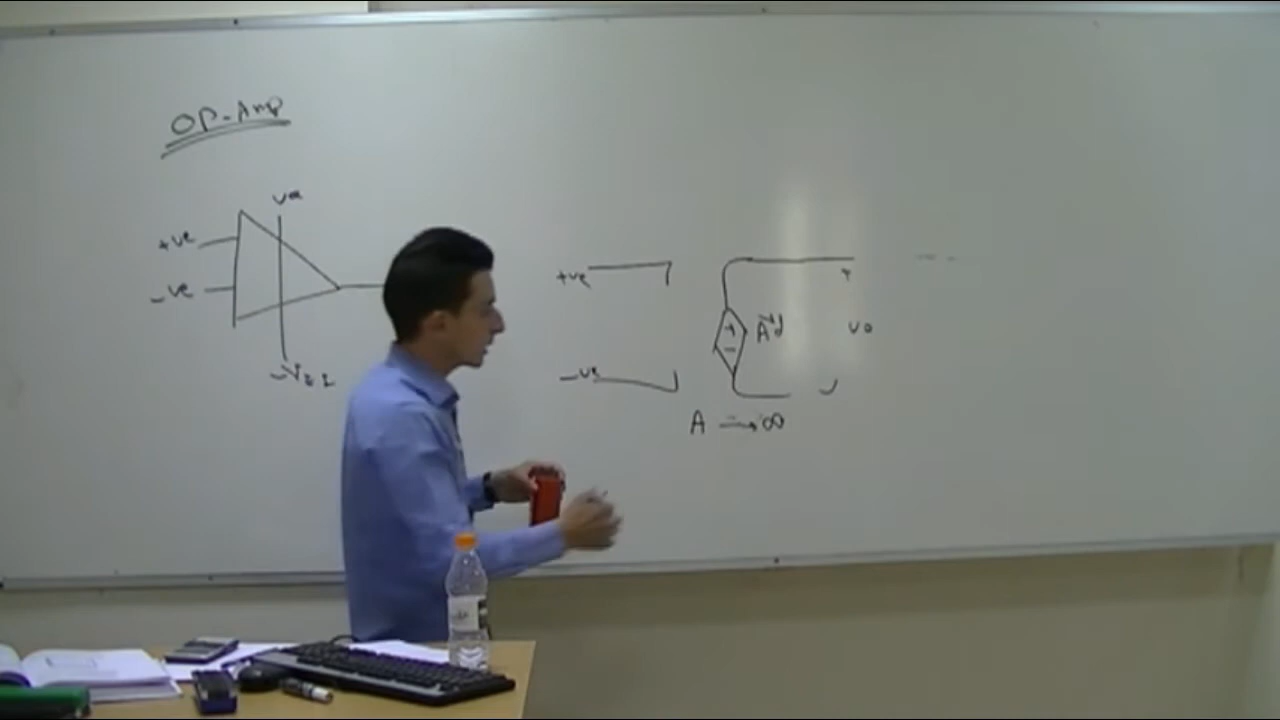 OP-Amp
+ve
-ve
+ve
-ve
+
-
A
vo
A → ∞